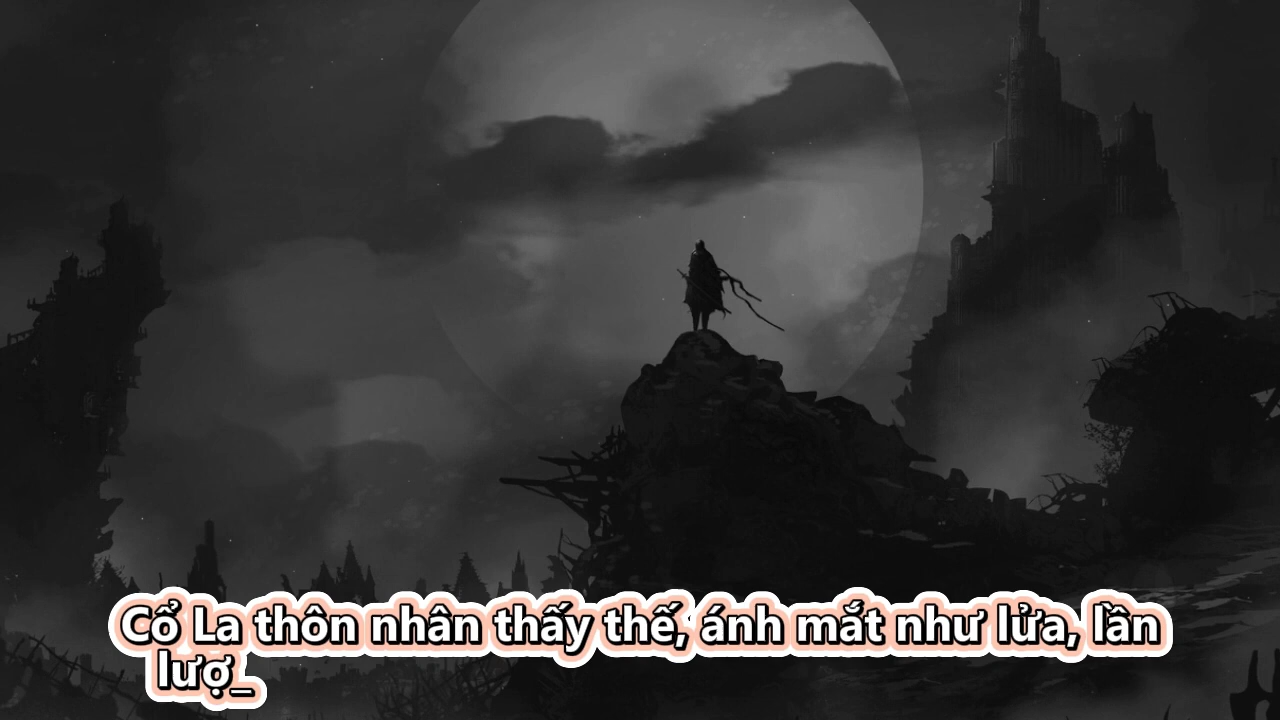 Cổ La thôn nhân thấy thế, ánh mắt như lửa, lần
lượ_